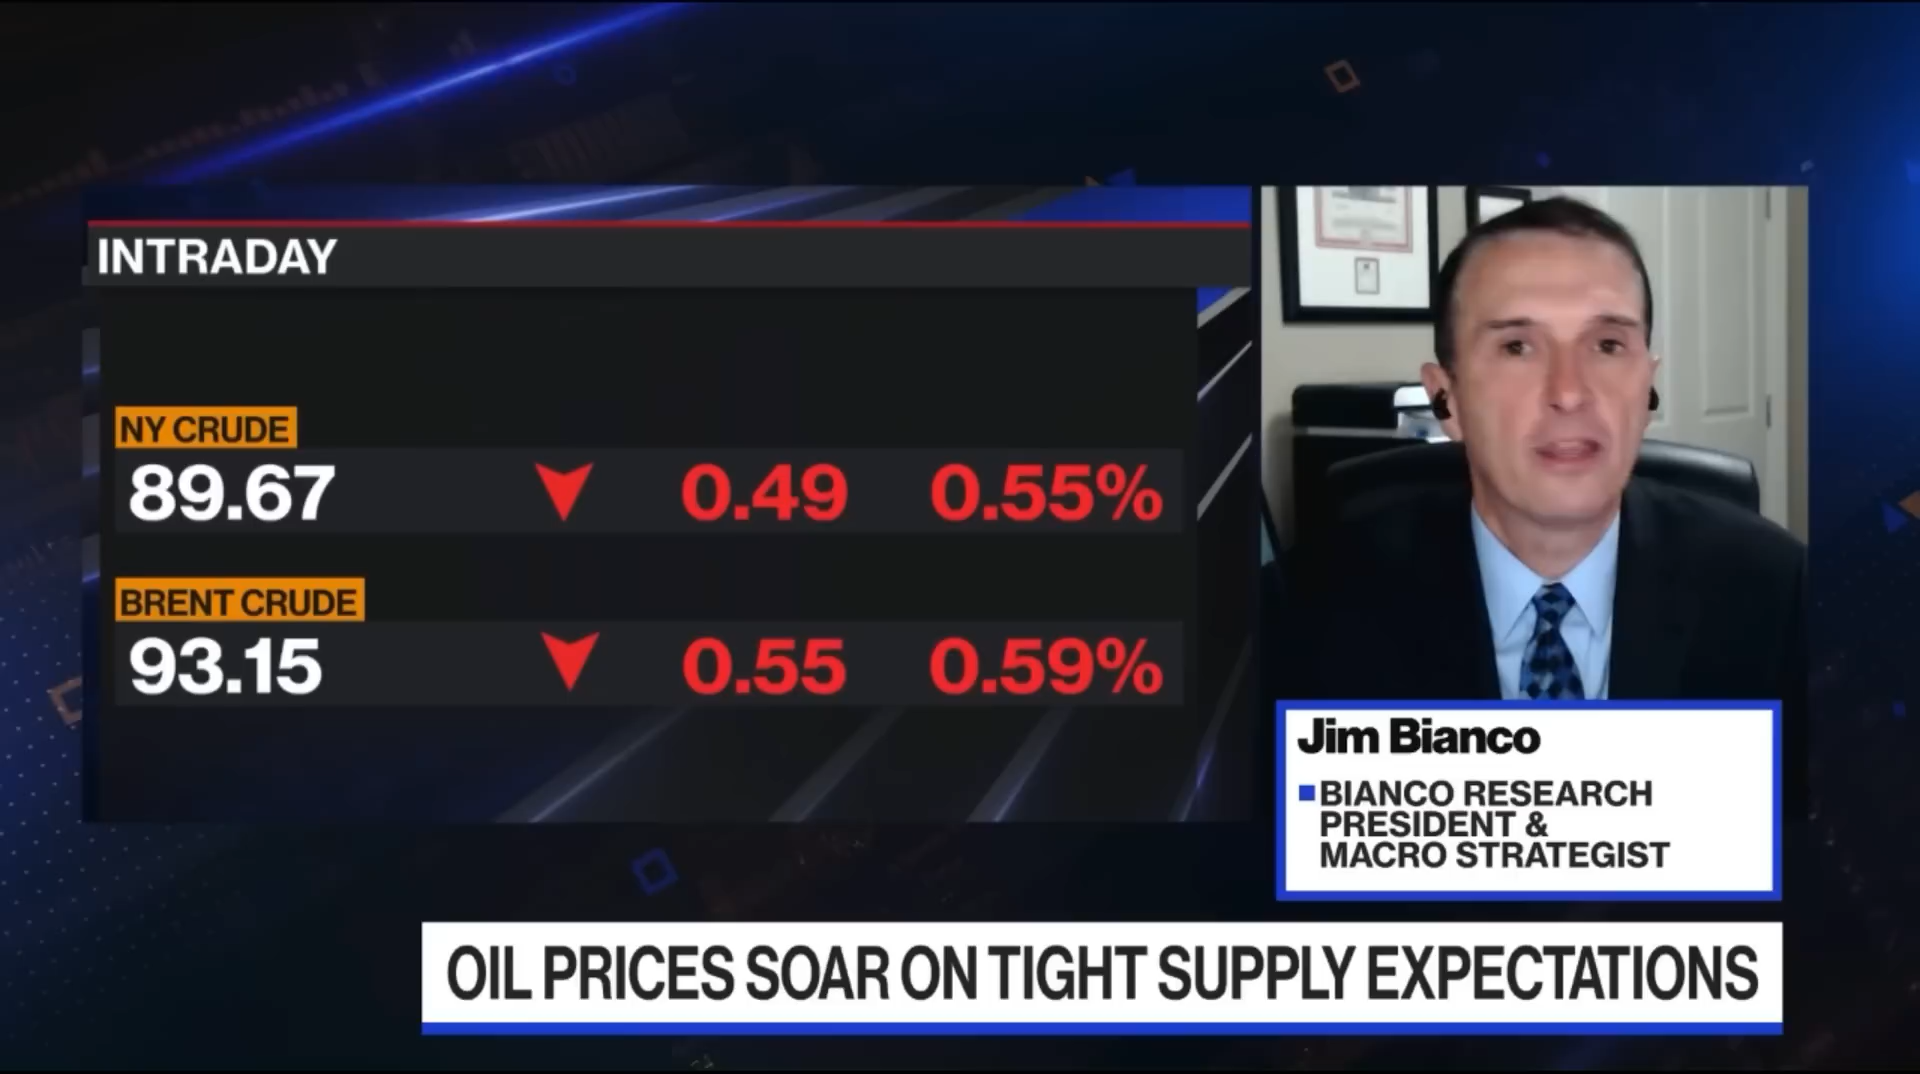 INTRADAY
NY CRUDE
89.67 0.49 0.55%
BRENT CRUDE
93.15 0.55 0.59%
Jim Bianco
BIANCO RESEARCH
PRESIDENT &
MACRO STRATEGIST
OIL PRICES SOAR ON TIGHT SUPPLY EXPECTATIONS